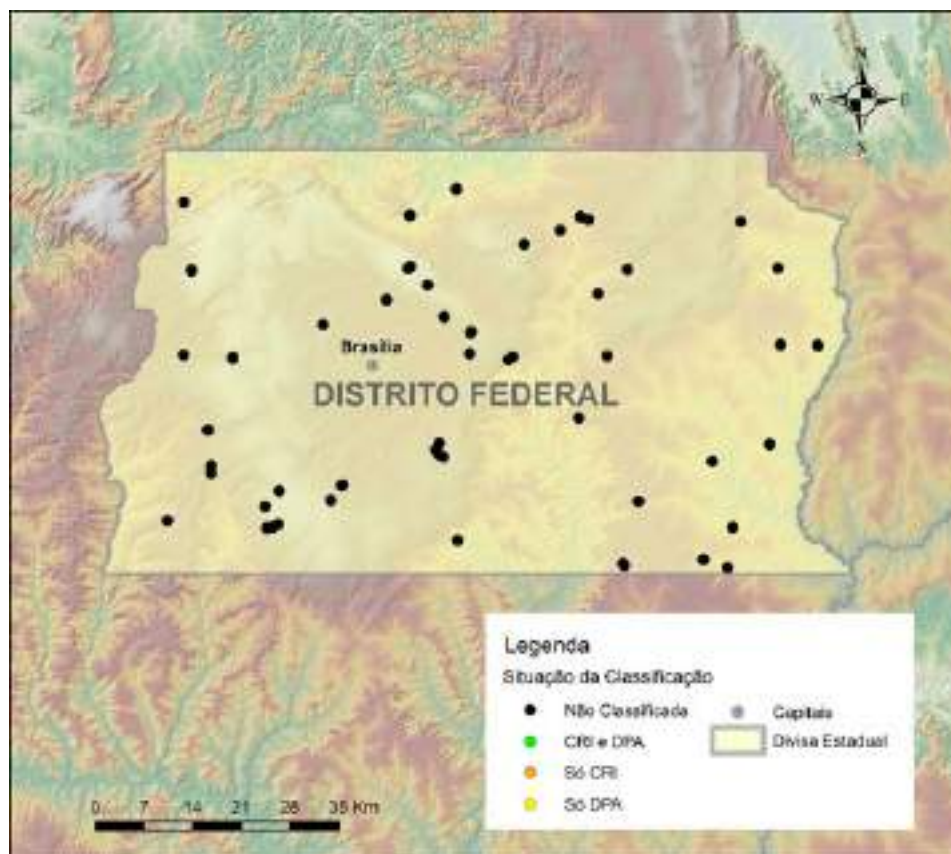 N
W E
S
Brasília
DISTRITO FEDERAL
Legenda
Situação da Classificação
Não Classificada
CRI e DPA
Só CRI
Só DPA
Capitais
Divisa Estadual
0 7 14 21 28 35 Km